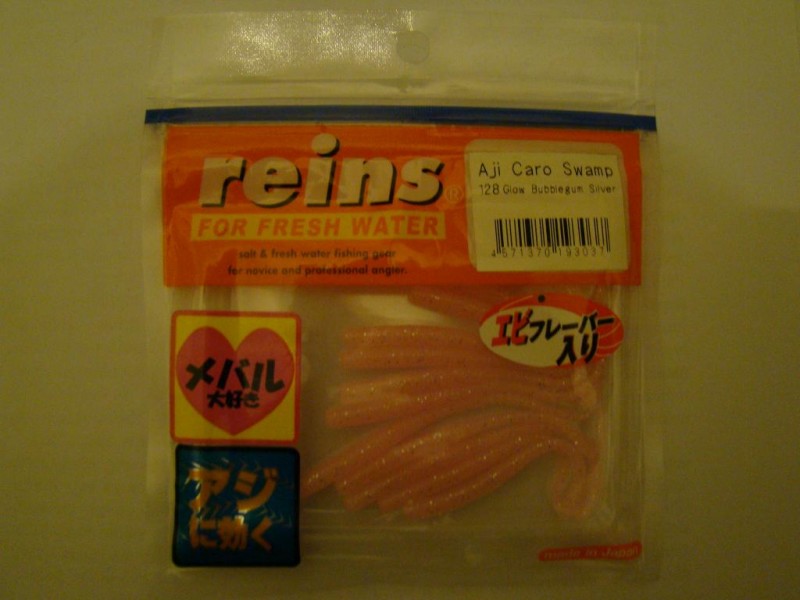 reins®
FOR FRESH WATER
salt & fresh water fishing gear
for novice and professional angler.
Aji Caro Swamp
128 Glow Bubblegum Silver
4571370193037
エビフレーバー
入り
メバル
大好き
アジ
に効く
made in Japan